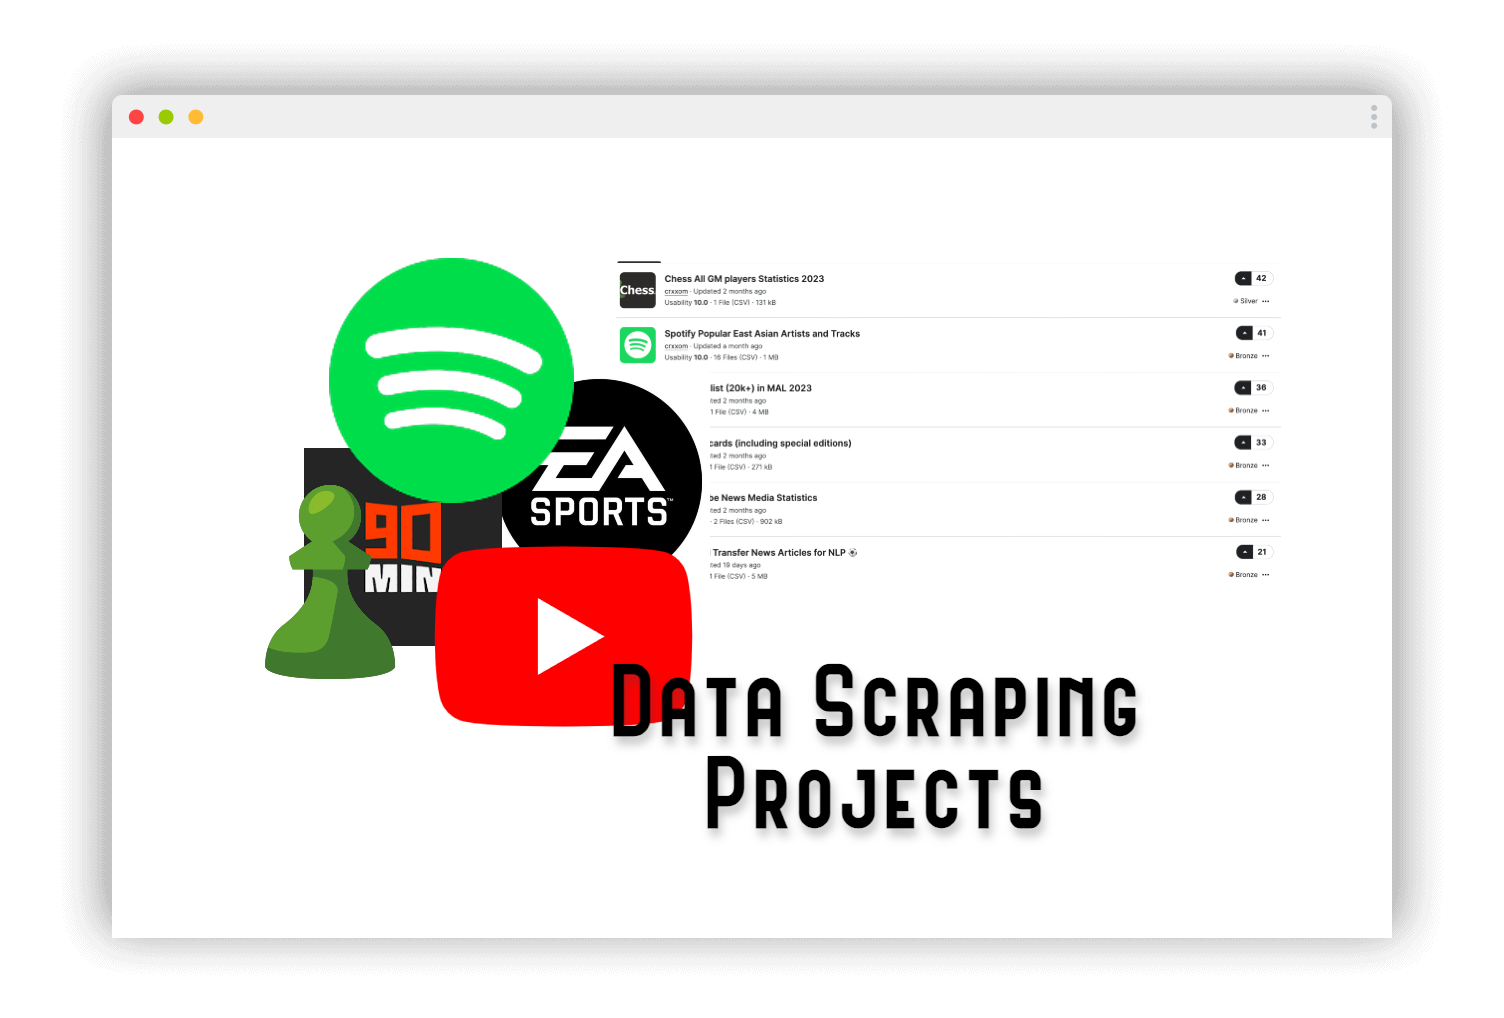 Chess
Chess All GM players Statistics 2023
crxxom · Updated 2 months ago
Usability 10.0 · 1 File (CSV) · 131 kB
42
Silver
Spotify Popular East Asian Artists and Tracks
crxxom · Updated a month ago
Usability 10.0 · 16 Files (CSV) · 1 MB
41
Bronze
list (20k+) in MAL 2023
2 months ago
1 File (CSV) · 4 MB
36
Bronze
cards (including special editions)
2 months ago
1 File (CSV) · 271 kB
33
Bronze
News Media Statistics
2 months ago
· 2 Files (CSV) · 902 kB
28
Bronze
Transfer News Articles for NLP
19 days ago
1 File (CSV) · 5 MB
21
Bronze
EA
SPORTS™
90
MIN
DATA SCRAPING
PROJECTS